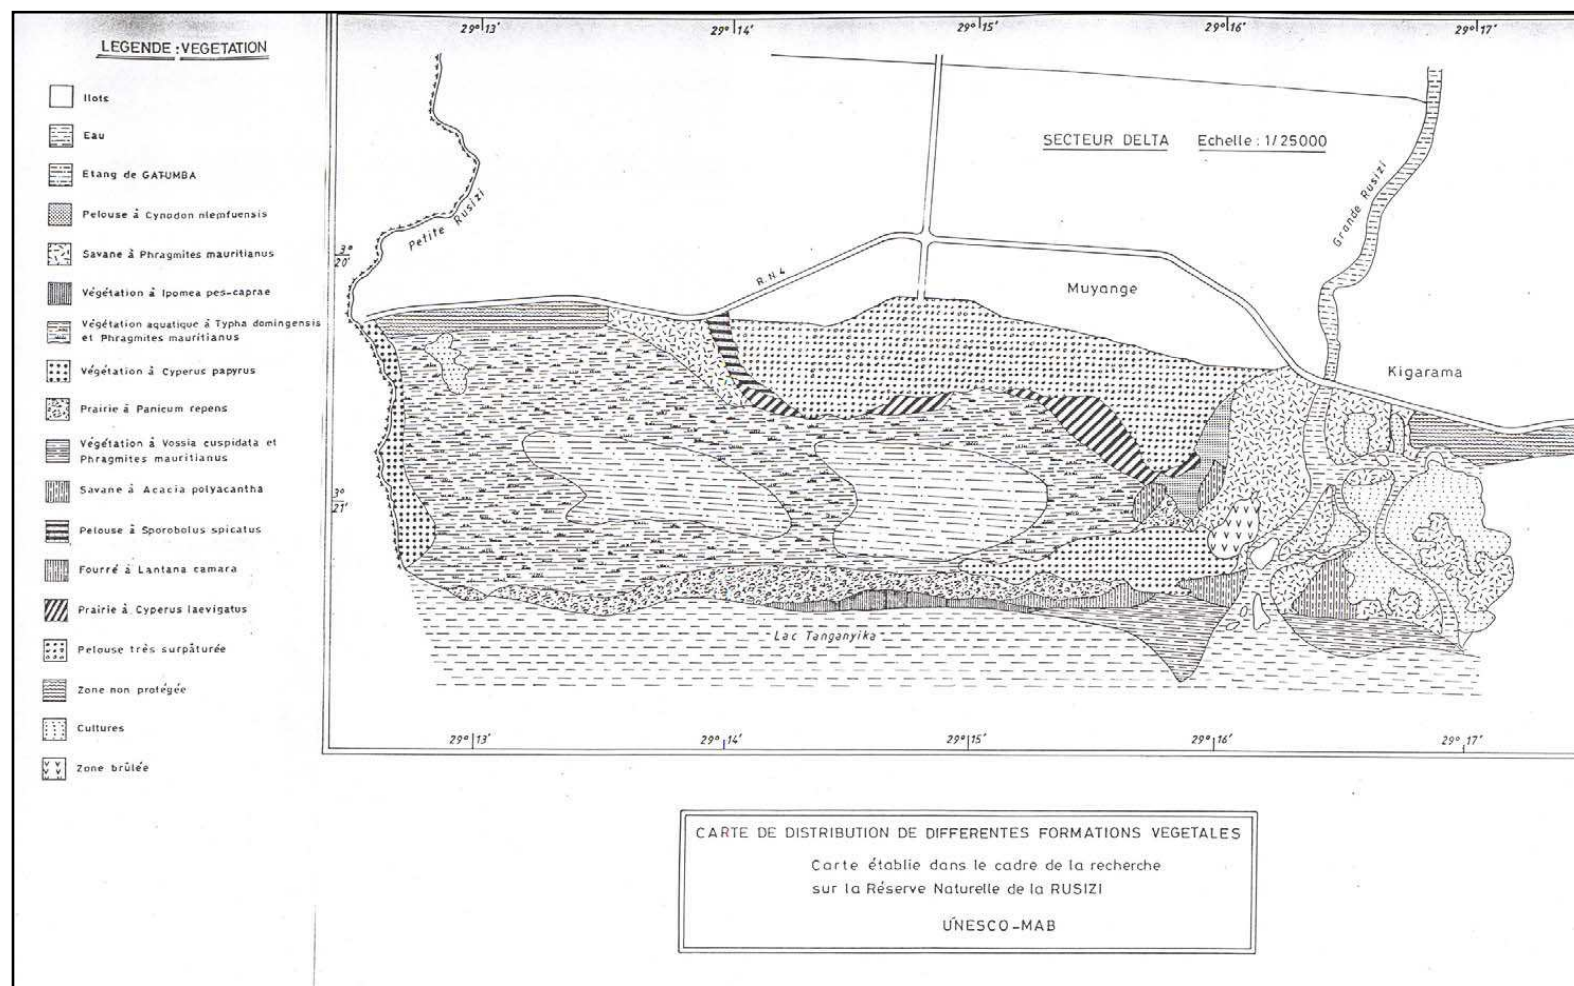 LEGENDE : VEGETATION
Ilots
Eau
Etang de GATUMBA
Pelouse à Cynodon nlemfuensis
Savane à Phragmites mauritianus
Végétation à Ipomea pes-caprae
Végétation aquatique à Typha domingensis
et Phragmites mauritianus
Végétation à Cyperus papyrus
Prairie à Panicum repens
Végétation à Vossia cuspidata et
Phragmites mauritianus
Savane à Acacia polyacantha
Pelouse à Sporobolus spicatus
Fourré à Lantana camara
Prairie à Cyperus laevigatus
Pelouse très surpâturée
Zone non protégée
Cultures
Zone brûlée
29° 13'
29° 14'
29° 15'
29° 16'
29° 17'
SECTEUR DELTA Echelle : 1/25000
Petite Rusizi
Grande Rusizi
3°
20'
R.N.4
Muyange
Kigarama
3°
21'
Lac Tanganyika
29° 13'
29° 14'
29° 15'
29° 16'
29° 17'
CARTE DE DISTRIBUTION DE DIFFERENTES FORMATIONS VEGETALES
Carte établie dans le cadre de la recherche
sur la Réserve Naturelle de la RUSIZI
UNESCO-MAB